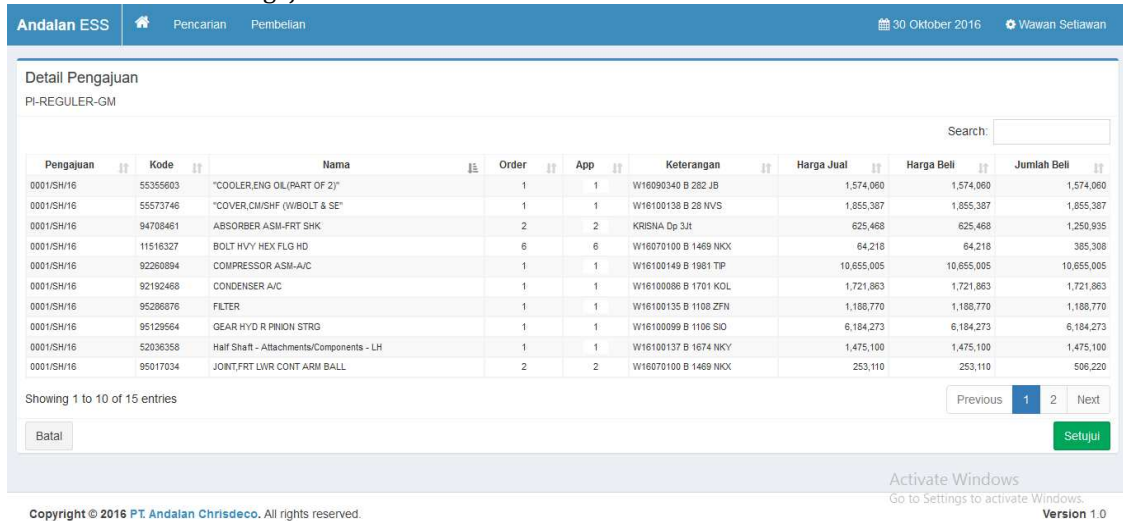 Andalan ESS Pencarian Pembelian 30 Oktober 2016 Wawan Setiawan
Detail Pengajuan
PI-REGULER-GM
Search:
Pengajuan Kode Nama Order App Keterangan Harga Jual Harga Beli Jumlah Beli
0001/SH/16 55355603 "COOLER,ENG OIL(PART OF 2)" 1 1 W16090340 B 282 JB 1,574,060 1,574,060 1,574,060
0001/SH/16 55573746 "COVER,CM/SHF (W/BOLT & SE" 1 1 W16100138 B 28 NVS 1,855,387 1,855,387 1,855,387
0001/SH/16 94708461 ABSORBER ASM-FRT SHK 2 2 KRISNA Dp 3Jt 625,468 625,468 1,250,935
0001/SH/16 11516327 BOLT HVY HEX FLG HD 6 6 W16070100 B 1469 NKX 64,218 64,218 385,308
0001/SH/16 92260894 COMPRESSOR ASM-A/C 1 1 W16100149 B 1981 TIP 10,655,005 10,655,005 10,655,005
0001/SH/16 92192468 CONDENSER A/C 1 1 W16100086 B 1701 KOL 1,721,863 1,721,863 1,721,863
0001/SH/16 95286876 FILTER 1 1 W16100135 B 1108 ZFN 1,188,770 1,188,770 1,188,770
0001/SH/16 95129564 GEAR HYD R PINION STRG 1 1 W16100099 B 1106 SIO 6,184,273 6,184,273 6,184,273
0001/SH/16 52036358 Half Shaft - Attachments/Components - LH 1 1 W16100137 B 1674 NKY 1,475,100 1,475,100 1,475,100
0001/SH/16 95017034 JOINT,FRT LWR CONT ARM BALL 2 2 W16070100 B 1469 NKX 253,110 253,110 506,220
Showing 1 to 10 of 15 entries Previous 1 2 Next
Batal Setujui
Activate Windows
Go to Settings to activate Windows.
Copyright © 2016 PT. Andalan Chrisdeco. All rights reserved. Version 1.0